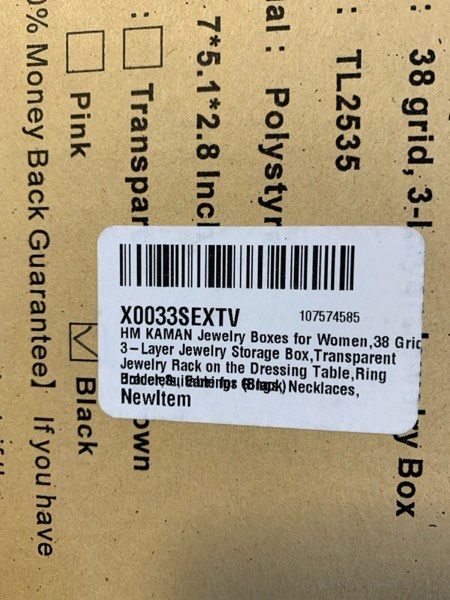 : 38 grid, 3-
y Box
: TL2535
al : Polystyr
7*5.1*2.8 Incl
: ☐ Transpar
own
☐ Pink
☑ Black
0% Money Back Guarantee】 If you have
X0033SEXTV 107574585
HM KAMAN Jewelry Boxes for Women,38 Grid
3-Layer Jewelry Storage Box,Transparent
Jewelry Rack on the Dressing Table,Ring
Necklaces,
NewItem